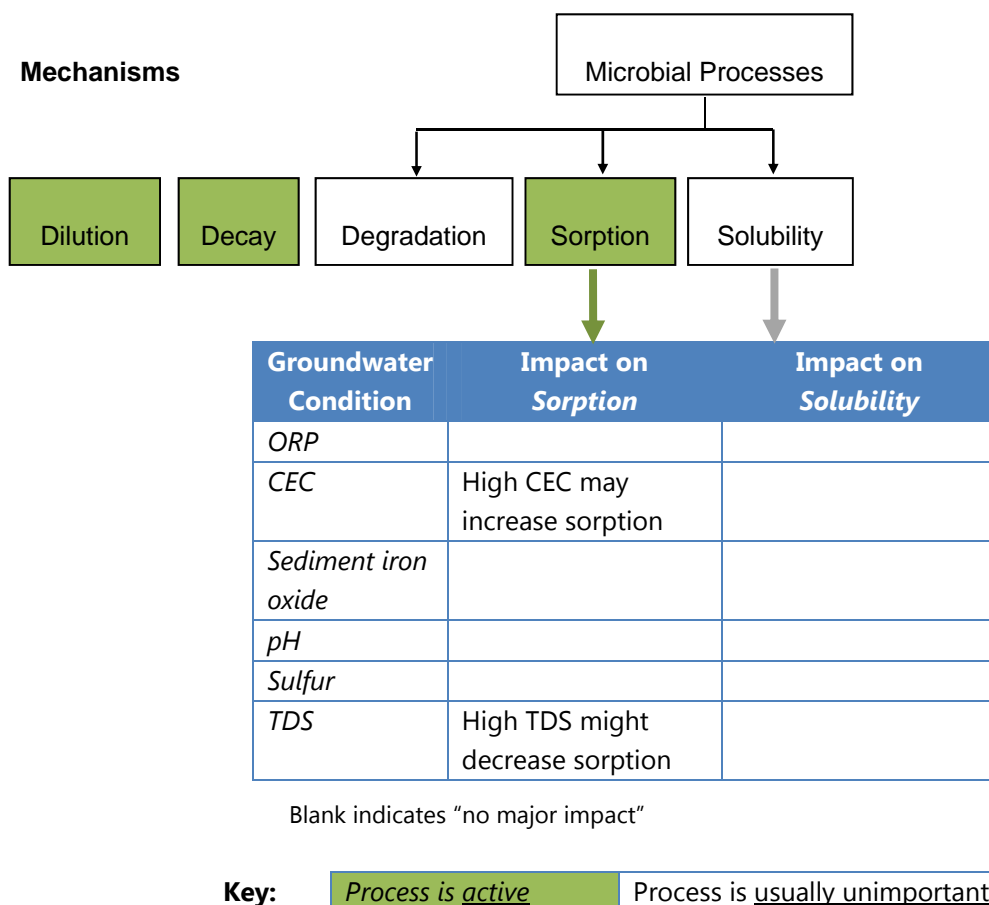 Mechanisms
Microbial Processes
Dilution
Decay
Degradation
Sorption
Solubility
Groundwater
Condition
Impact on
Sorption
Impact on
Solubility
ORP
CEC
High CEC may
increase sorption
Sediment iron
oxide
pH
Sulfur
TDS
High TDS might
decrease sorption
Blank indicates “no major impact”
Key:
Process is active
Process is usually unimportant